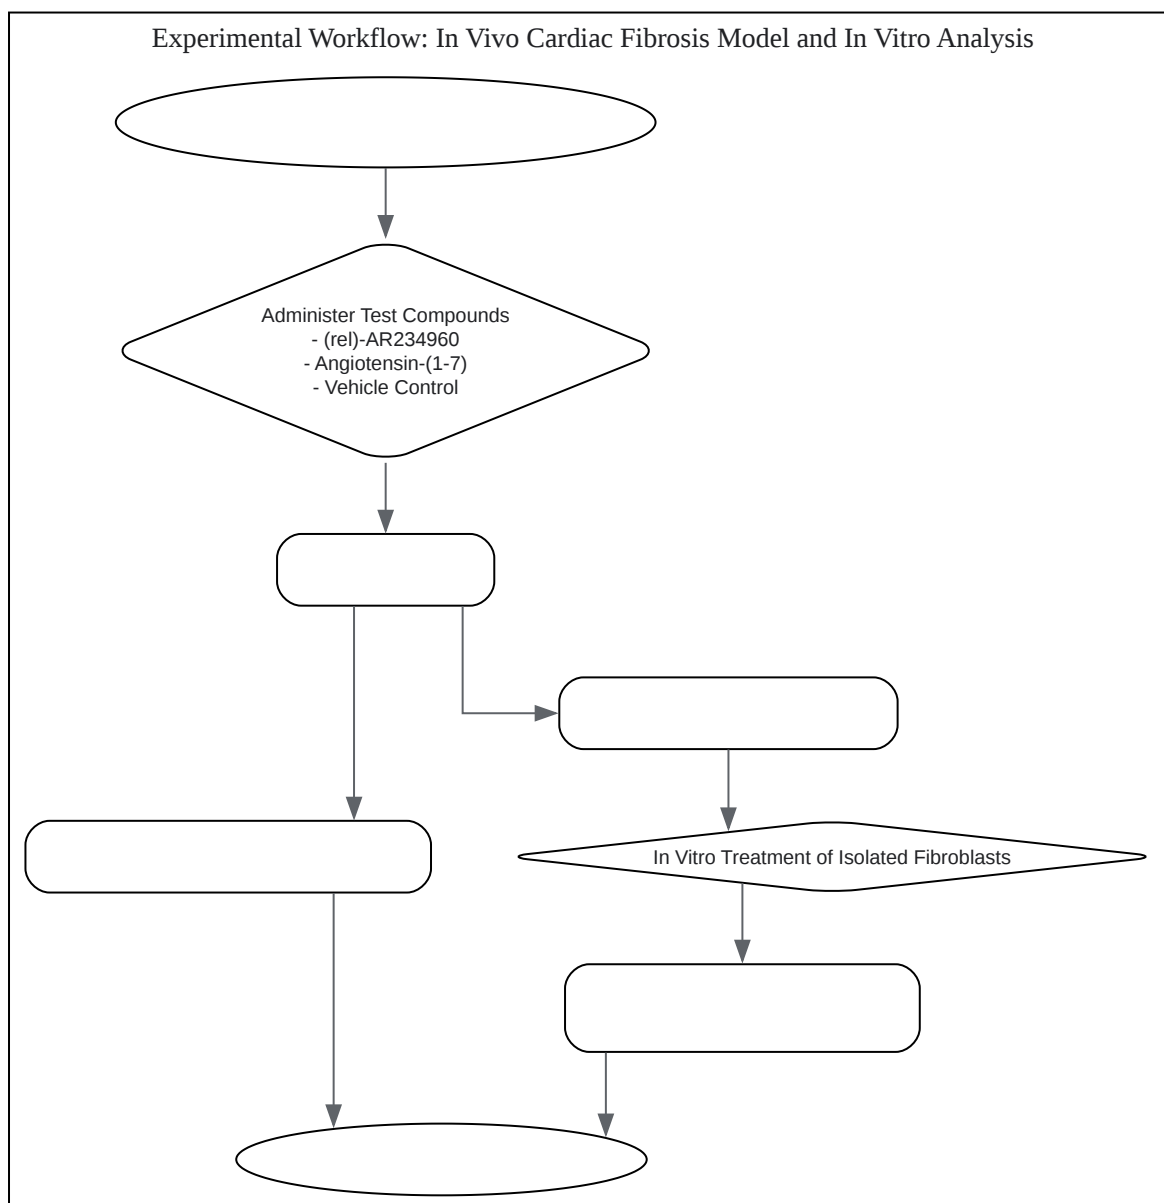 Experimental Workflow: In Vivo Cardiac Fibrosis Model and In Vitro Analysis
Administer Test Compounds
- (rel)-AR234960
- Angiotensin-(1-7)
- Vehicle Control
In Vitro Treatment of Isolated Fibroblasts